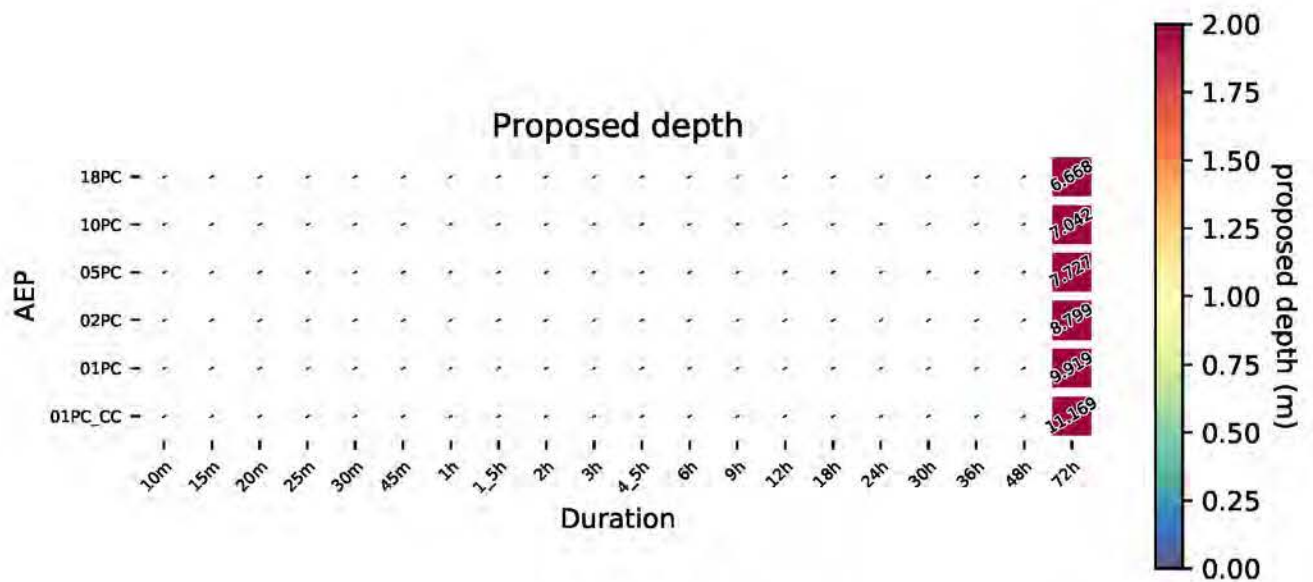 Proposed depth
AEP
18PC - - - - - - - - - - - - - - - - - - - 6.668
10PC - - - - - - - - - - - - - - - - - - - 7.042
05PC - - - - - - - - - - - - - - - - - - - 7.727
02PC - - - - - - - - - - - - - - - - - - - 8.799
01PC - - - - - - - - - - - - - - - - - - - 9.919
01PC_CC - - - - - - - - - - - - - - - - - - - 11.169
10m 15m 20m 25m 30m 45m 1h 1_5h 2h 3h 4_5h 6h 9h 12h 18h 24h 30h 36h 48h 72h
Duration
2.00
1.75
1.50
1.25
1.00
0.75
0.50
0.25
0.00
proposed depth (m)